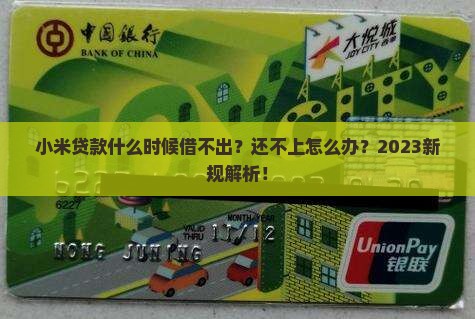 中国银行
BANK OF CHINA
大悦城
JOY CITY
小米贷款什么时候借不出？还不上怎么办？2023新
规解析！
6227
MONTH/YEAR
VALID
THRU
11/12
UnionPay
银联